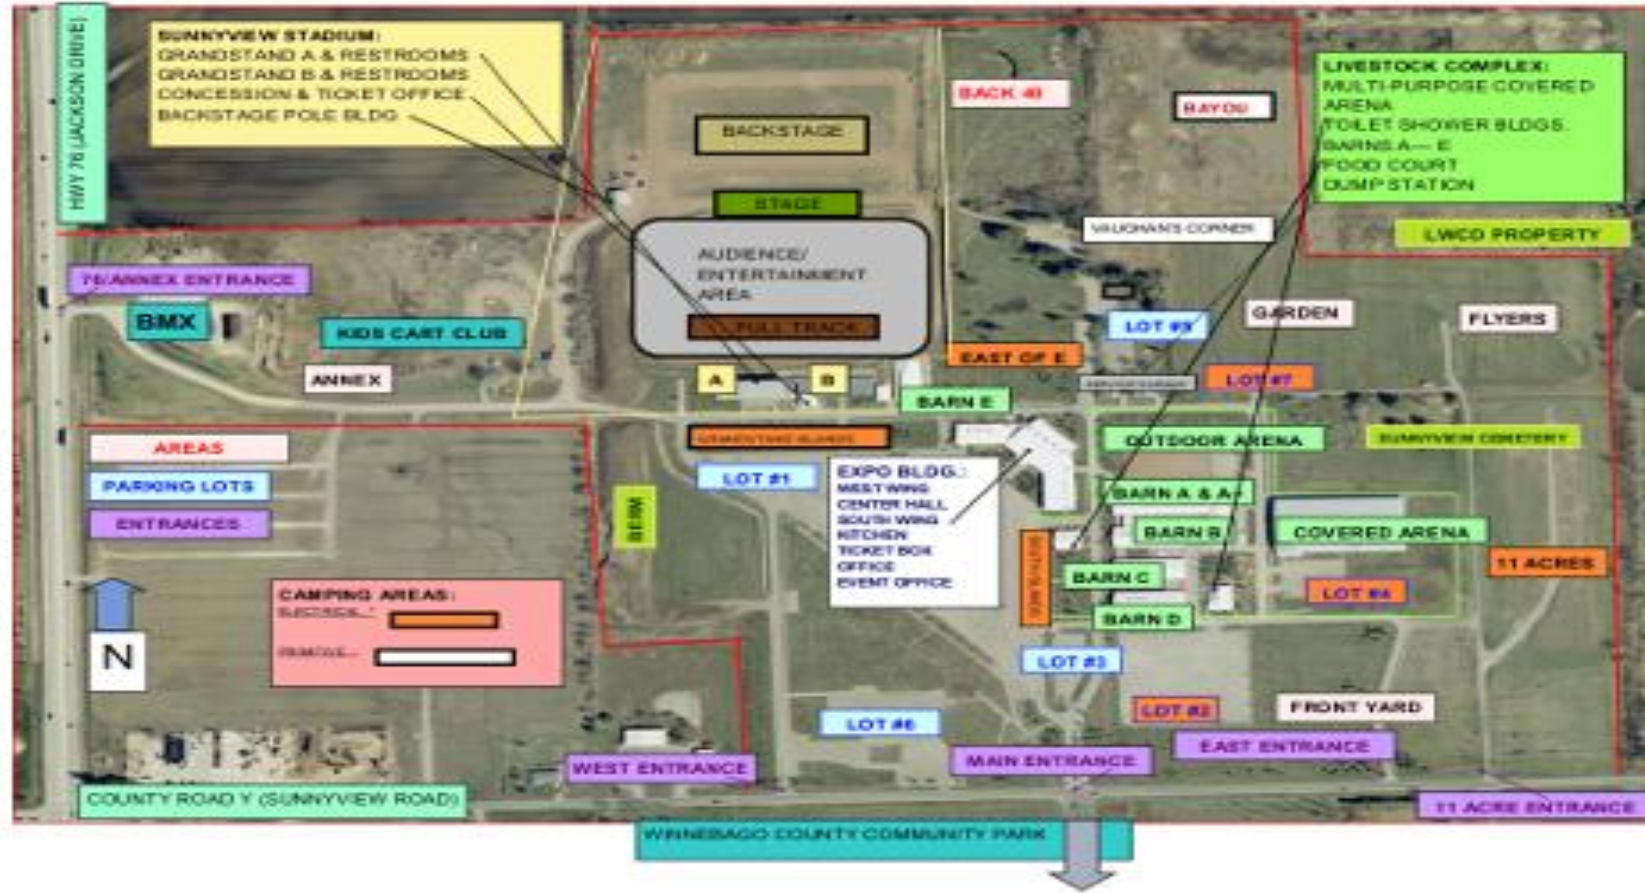 HWY 76 (JACKSON DRIVE)
SUNNYVIEW STADIUM:
GRANDSTAND A & RESTROOMS
GRANDSTAND B & RESTROOMS
CONCESSION & TICKET OFFICE
BACKSTAGE POLE BLDG
BACKSTAGE
STAGE
AUDIENCE/
ENTERTAINMENT
AREA
PULL TRACK
BACK 40
BAYOU
LIVESTOCK COMPLEX:
MULTI-PURPOSE COVERED
ARENA
TOILET SHOWER BLDGS.
BARNS A--- E
FOOD COURT
DUMP STATION
VAUGHAN'S CORNER
LWCD PROPERTY
76/ANNEX ENTRANCE
BMX
KIDS CART CLUB
ANNEX
A
B
EAST OF E
LOT #9
GARDEN
FLYERS
LOT #7
BARN E
OUTDOOR ARENA
SUNNYVIEW CEMETERY
AREAS
PARKING LOTS
ENTRANCES
LOT #1
BERM
EXPO BLDG.:
WEST WING
CENTER HALL
SOUTH WING
KITCHEN
TICKET BOX
OFFICE
EVENT OFFICE
BARN A & A+
BARN B
COVERED ARENA
BARN C
11 ACRES
LOT #4
BARN D
N
CAMPING AREAS:
ELECTRICAL
PRIMITIVE
LOT #3
LOT #2
FRONT YARD
LOT #6
WEST ENTRANCE
MAIN ENTRANCE
EAST ENTRANCE
COUNTY ROAD Y (SUNNYVIEW ROAD)
11 ACRE ENTRANCE
WINNEBAGO COUNTY COMMUNITY PARK